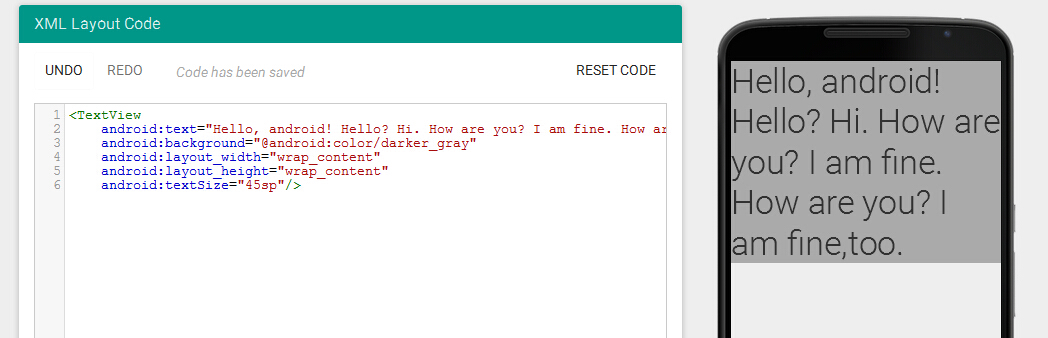 XML Layout Code
UNDO REDO Code has been saved RESET CODE
1 <TextView
2 android:text="Hello, android! Hello? Hi. How are you? I am fine. How ar
3 android:background="@android:color/darker_gray"
4 android:layout_width="wrap_content"
5 android:layout_height="wrap_content"
6 android:textSize="45sp"/>
Hello, android!
Hello? Hi. How are
you? I am fine.
How are you? I
am fine,too.